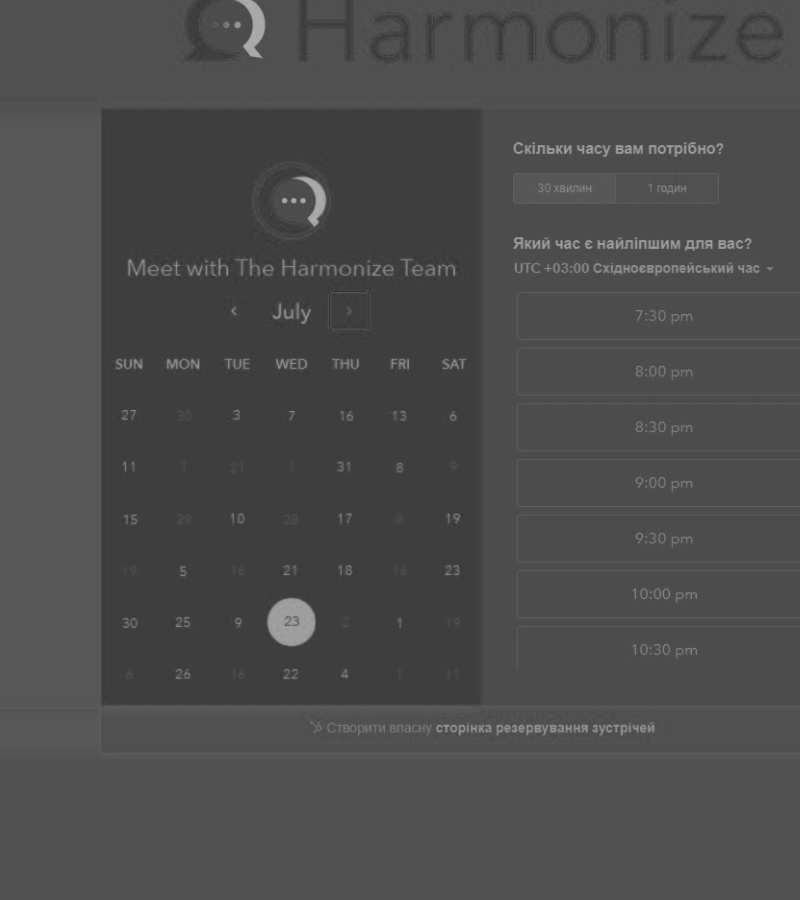 Harmonize
Meet with The Harmonize Team
July
SUN MON TUE WED THU FRI SAT
27 30 3 7 16 13 6
11 1 21 1 31 8 9
15 29 10 28 17 8 19
19 5 16 21 18 16 23
30 25 9 23 2 1 19
6 26 16 22 4 1 11
Скільки часу вам потрібно?
30 хвилин 1 годин
Який час є найліпшим для вас?
UTC +03:00 Східноєвропейський час
7:30 pm
8:00 pm
8:30 pm
9:00 pm
9:30 pm
10:00 pm
10:30 pm
Створити власну сторінка резервування зустрічей